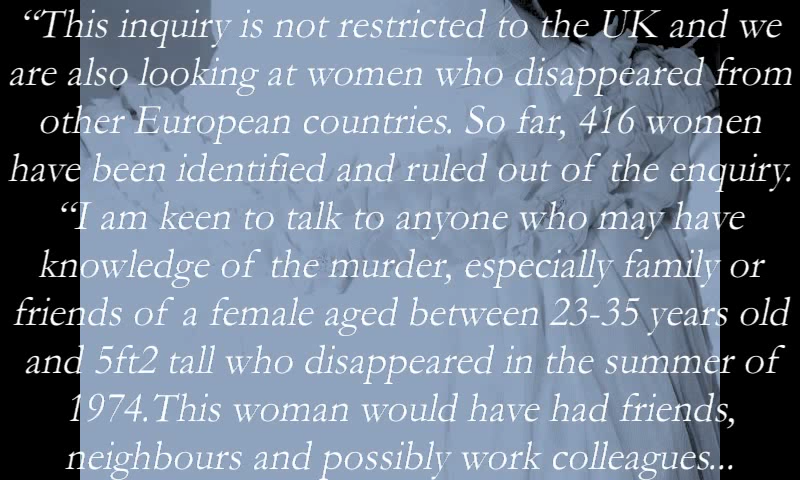 “This inquiry is not restricted to the UK and we
are also looking at women who disappeared from
other European countries. So far, 416 women
have been identified and ruled out of the enquiry.
“I am keen to talk to anyone who may have
knowledge of the murder, especially family or
friends of a female aged between 23-35 years old
and 5ft2 tall who disappeared in the summer of
1974.This woman would have had friends,
neighbours and possibly work colleagues...